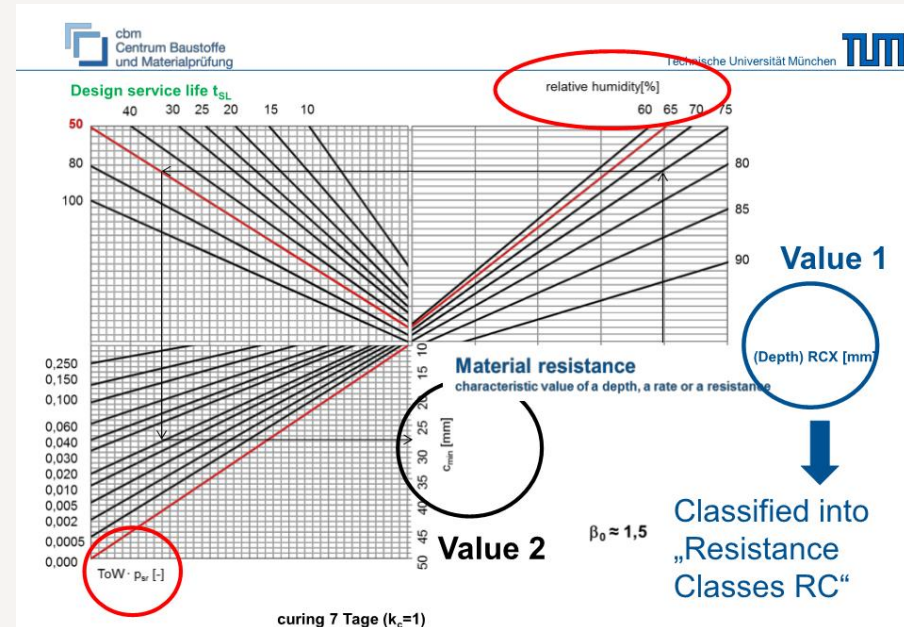 cbm
Centrum Baustoffe
und Materialprüfung
Technische Universität München
TUM
Design service life tSL
relative humidity[%]
40 30 25 20 15 10
60 65 70 75
50
80
100
80
85
90
Value 1
(Depth) RCX [mm]
Material resistance
characteristic value of a depth, a rate or a resistance
0,250
0,150
0,100
0,060
0,040
0,030
0,020
0,010
0,005
0,002
0,0005
0,000
10
15
20
25
30
35
40
45
50
cmin [mm]
Value 2
β0 ≈ 1,5
Classified into
„Resistance
Classes RC“
ToW · psr [-]
curing 7 Tage (kc=1)